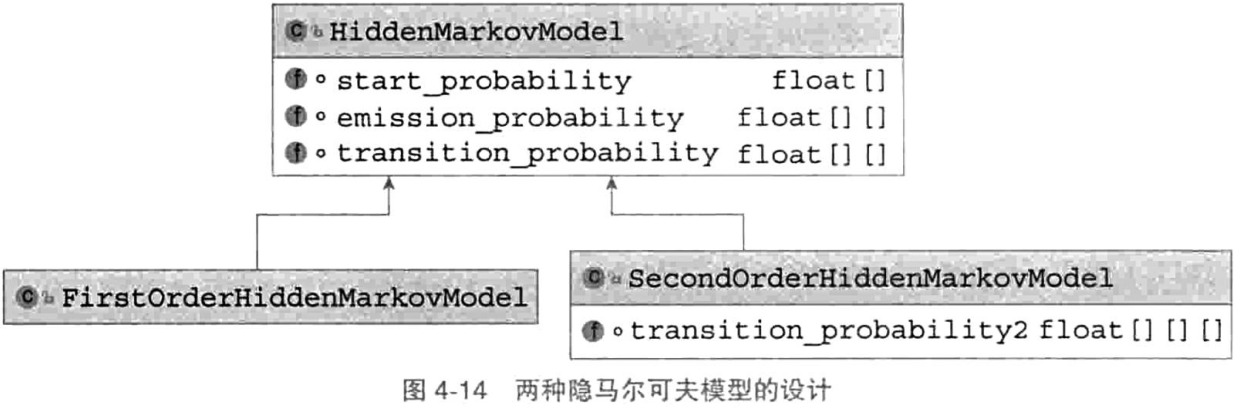 HiddenMarkovModel
start_probability float[]
emission_probability float[][]
transition_probability float[][]
FirstOrderHiddenMarkovModel
SecondOrderHiddenMarkovModel
transition_probability2 float[][][]
图 4-14 两种隐马尔可夫模型的设计